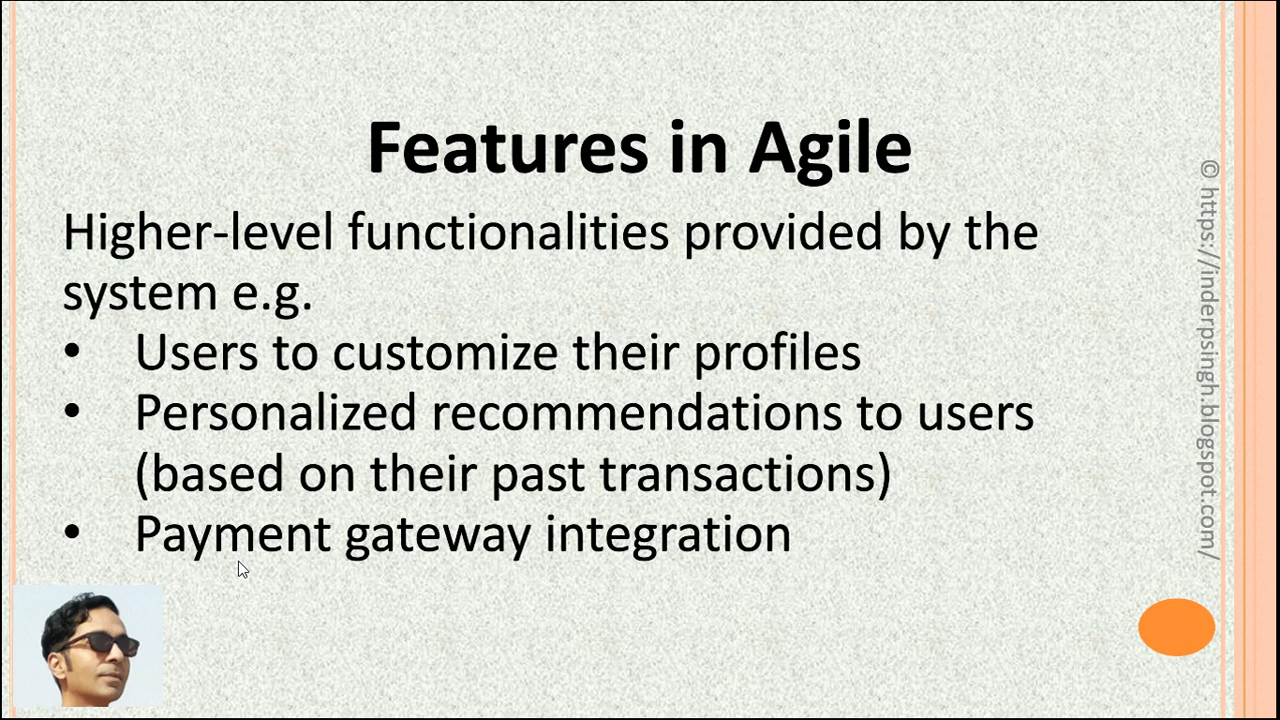 Features in Agile
Higher-level functionalities provided by the
system e.g.
• Users to customize their profiles
• Personalized recommendations to users
(based on their past transactions)
• Payment gateway integration
© https://inderpsingh.blogspot.com/